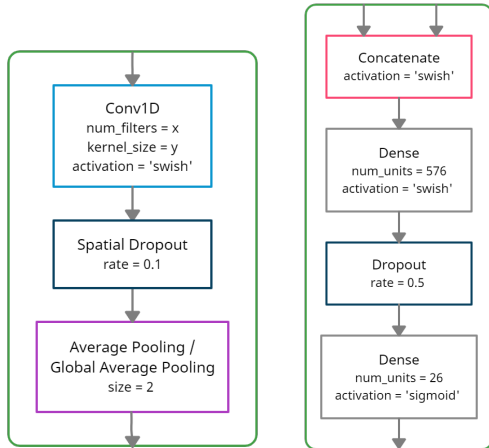 Conv1D
num_filters = x
kernel_size = y
activation = 'swish'
Spatial Dropout
rate = 0.1
Average Pooling /
Global Average Pooling
size = 2
Concatenate
activation = 'swish'
Dense
num_units = 576
activation = 'swish'
Dropout
rate = 0.5
Dense
num_units = 26
activation = 'sigmoid'